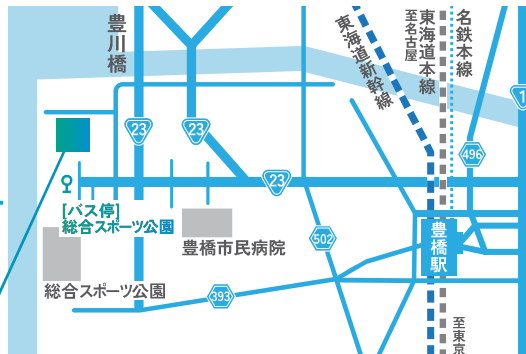 豊川橋
東海道新幹線
至名古屋
東海道本線
名鉄本線
1
23
23
496
23
[バス停]
総合スポーツ公園
豊橋市民病院
502
豊橋駅
総合スポーツ公園
393
至東京